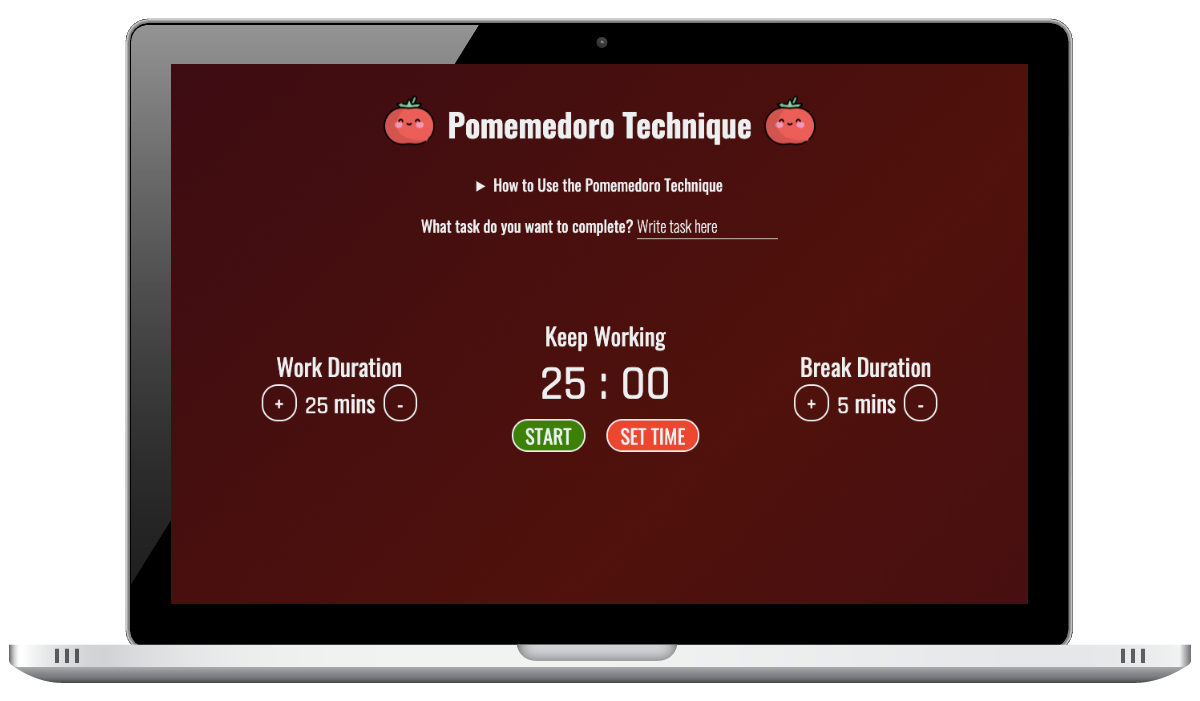 Pomemedoro Technique
▶ How to Use the Pomemedoro Technique
What task do you want to complete? Write task here
Work Duration
+ 25 mins -
Keep Working
25 : 00
START SET TIME
Break Duration
+ 5 mins -